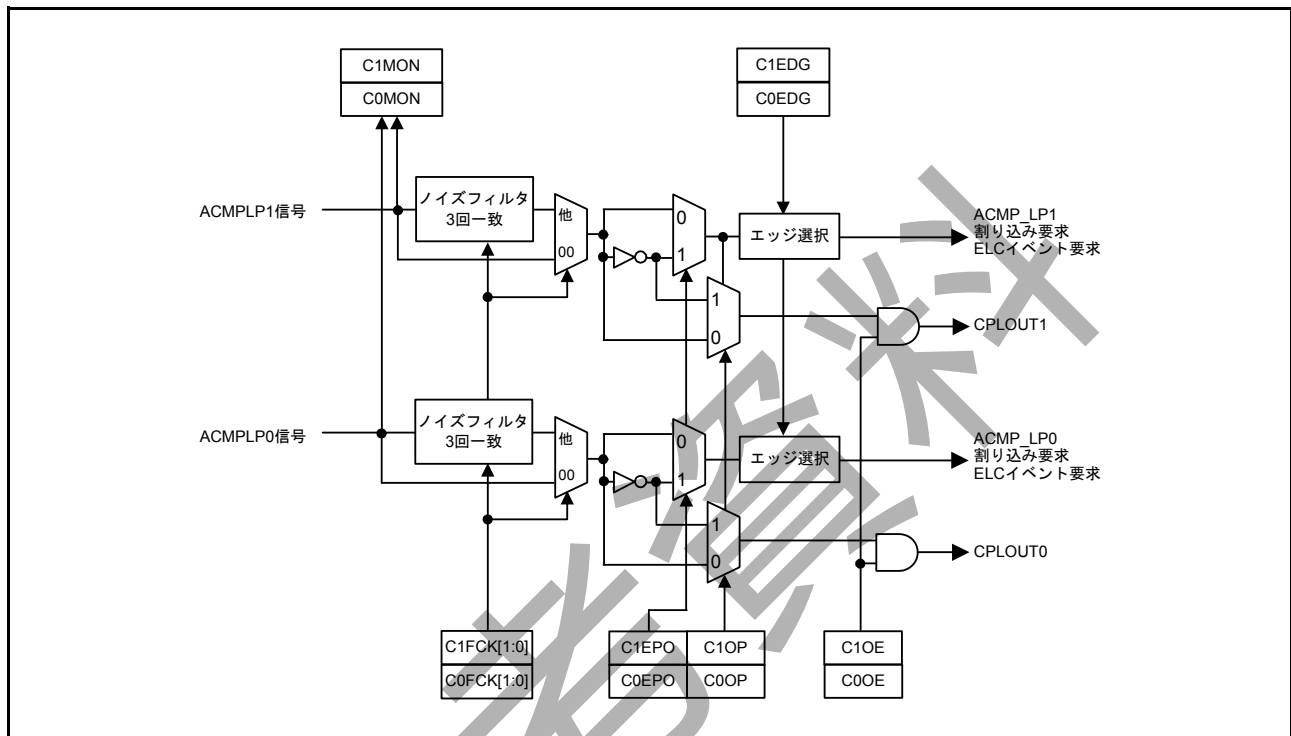 C1MON
C0MON
C1EDG
C0EDG
ACMPLP1信号
ノイズフィルタ
3回一致
他
00
0
1
エッジ選択
ACMP_LP1
割り込み要求
ELCイベント要求
1
0
CPLOUT1
ACMPLP0信号
ノイズフィルタ
3回一致
他
00
0
1
エッジ選択
ACMP_LP0
割り込み要求
ELCイベント要求
1
0
CPLOUT0
C1FCK[1:0]
C0FCK[1:0]
C1EPO
C1OP
C0EPO
C0OP
C1OE
C0OE
考資料